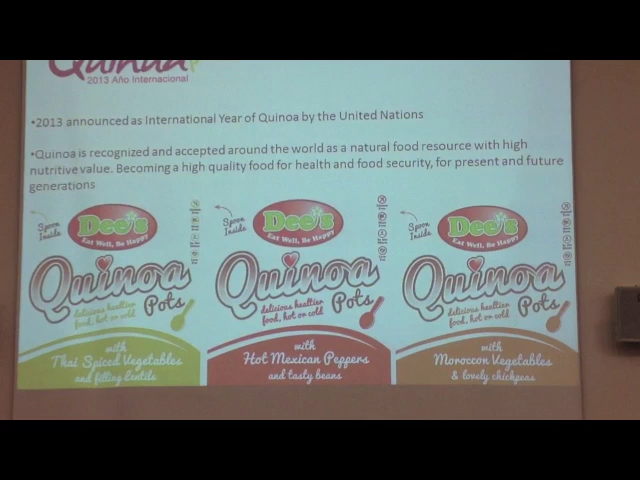 Quinua
2013 Año Internacional
•2013 announced as International Year of Quinoa by the United Nations
•Quinoa is recognized and accepted around the world as a natural food resource with high
nutritive value. Becoming a high quality food for health and food security, for present and future
generations
Spoon
Inside
Dee's
Eat Well, Be Happy
Quinoa
Pots
delicious healthier
food, hot or cold
with
Thai Spiced Vegetables
and filling lentils
Spoon
Inside
Dee's
Eat Well, Be Happy
Quinoa
Pots
delicious healthier
food, hot or cold
with
Hot Mexican Peppers
and tasty beans
Spoon
Inside
Dee's
Eat Well, Be Happy
Quinoa
Pots
delicious healthier
food, hot or cold
with
Moroccon Vegetables
& lovely chickpeas